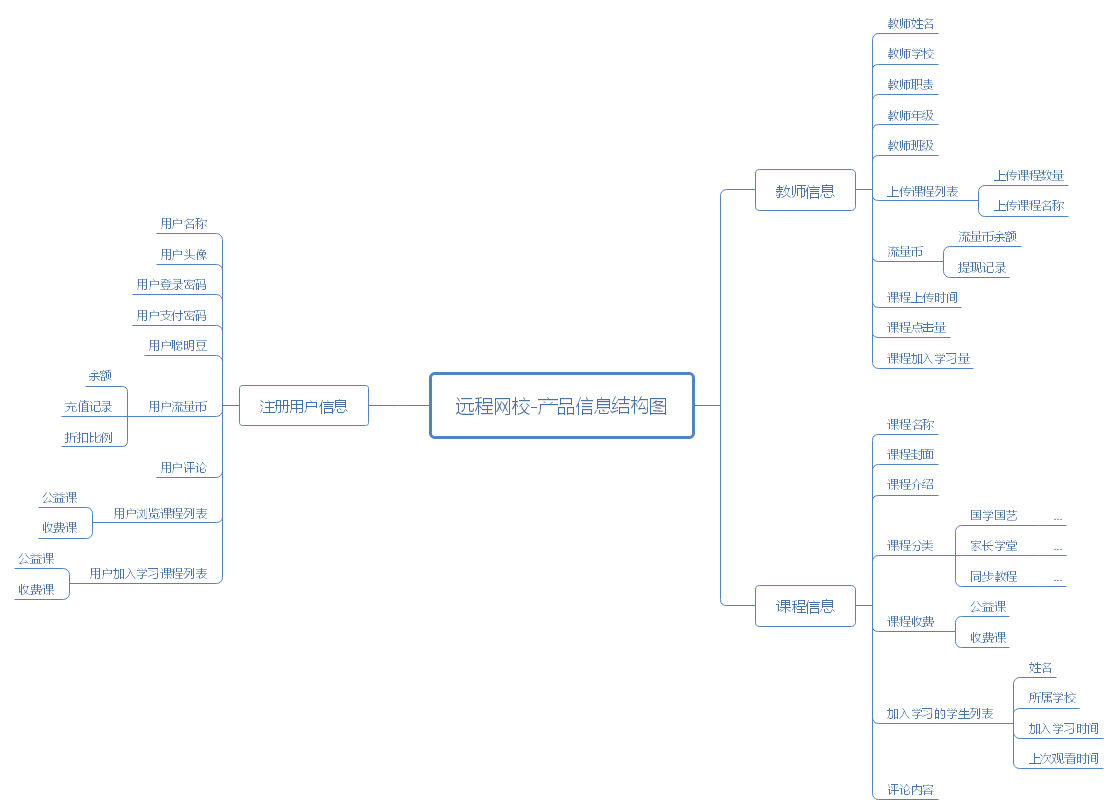 远程网校-产品信息结构图
注册用户信息
用户名称
用户头像
用户登录密码
用户支付密码
用户聪明豆
用户流量币
余额
充值记录
折扣比例
用户评论
用户浏览课程列表
公益课
收费课
用户加入学习课程列表
公益课
收费课
教师信息
教师姓名
教师学校
教师职责
教师年级
教师班级
上传课程列表
上传课程数量
上传课程名称
流量币
流量币余额
提现记录
课程上传时间
课程点击量
课程加入学习量
课程信息
课程名称
课程封面
课程介绍
课程分类
国学国艺 ...
家长学堂 ...
同步教程 ...
课程收费
公益课
收费课
加入学习的学生列表
姓名
所属学校
加入学习时间
上次观看时间
评论内容